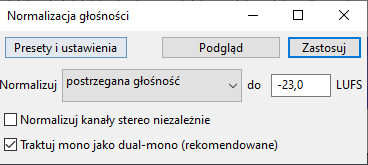 Normalizacja głośności
Presety i ustawienia Podgląd Zastosuj
Normalizuj postrzegana głośność do -23,0 LUFS
Normalizuj kanały stereo niezależnie
Traktuj mono jako dual-mono (rekomendowane)